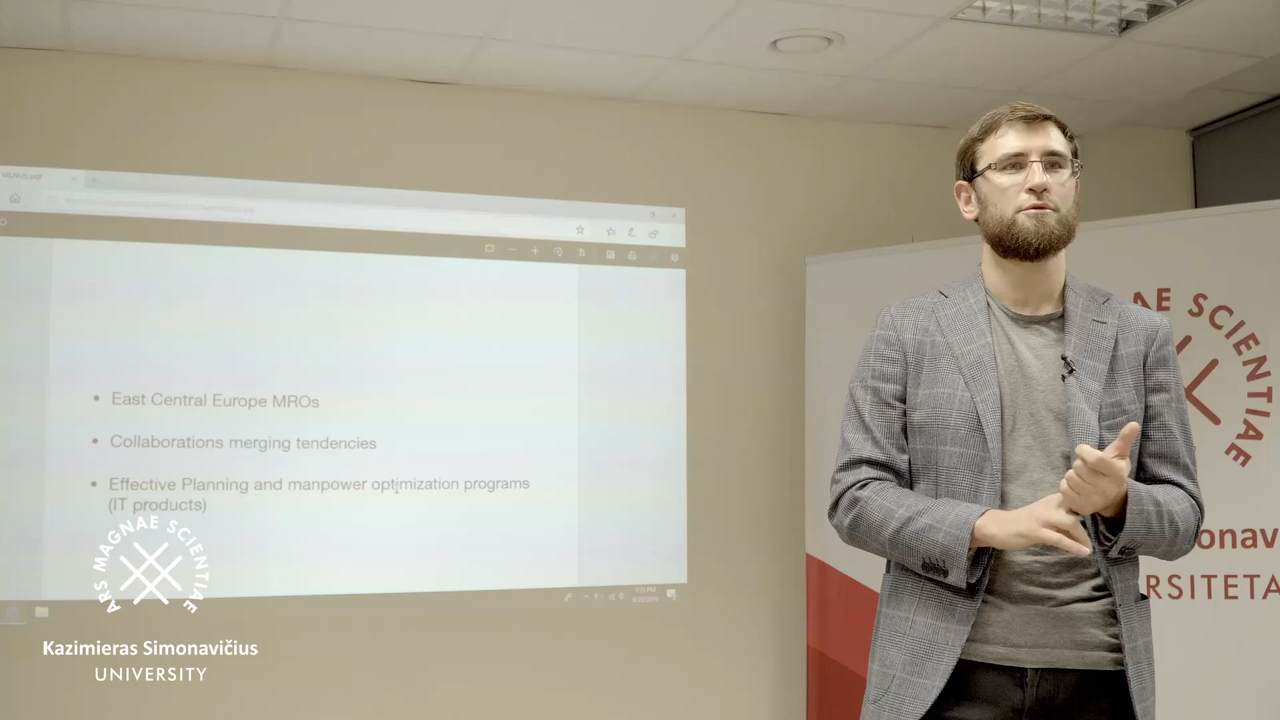 • East Central Europe MROs
• Collaborations merging tendencies
• Effective Planning and manpower optimization programs
(IT products)
ARS MAGNAE SCIENTIAE
Kazimieras Simonavičius
UNIVERSITY
AE SCIENTIAE
onav
RSITETA